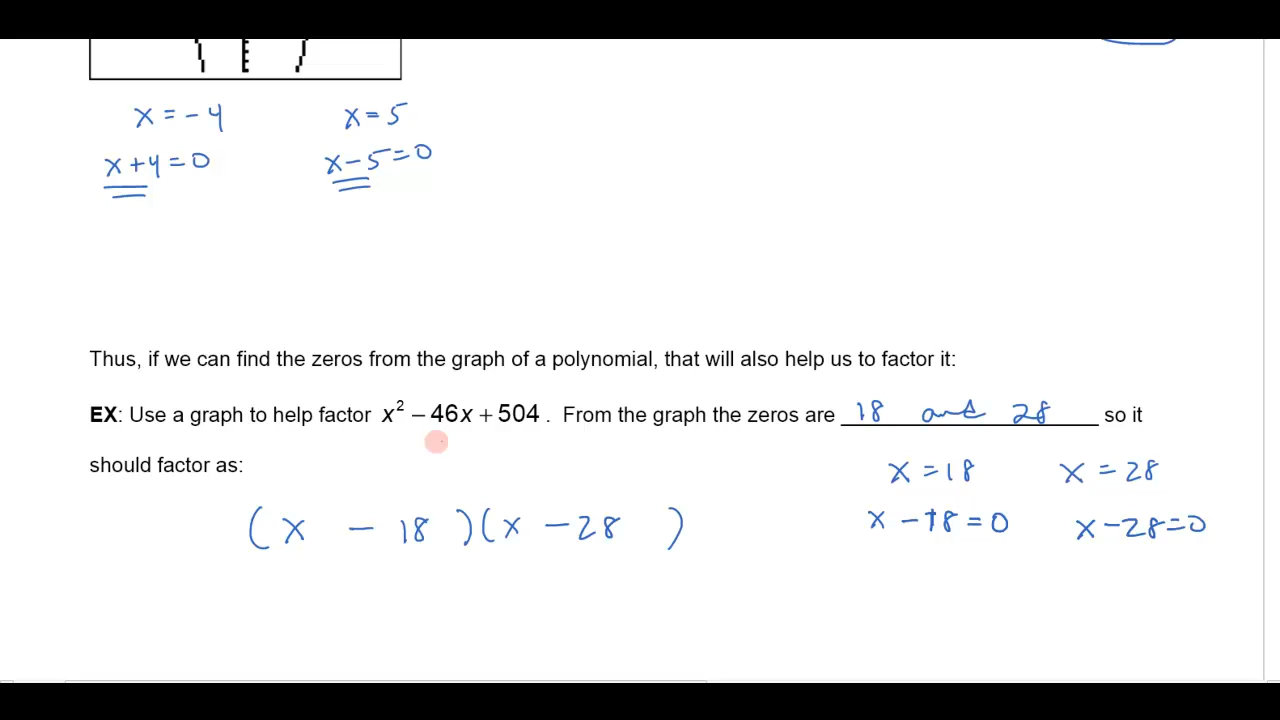 x = -4 x = 5
x + 4 = 0 x - 5 = 0
Thus, if we can find the zeros from the graph of a polynomial, that will also help us to factor it:
EX: Use a graph to help factor x² - 46x + 504 . From the graph the zeros are 18 and 28 so it
should factor as:
x = 18 x = 28
x - 18 = 0 x - 28 = 0
(x - 18)(x - 28)